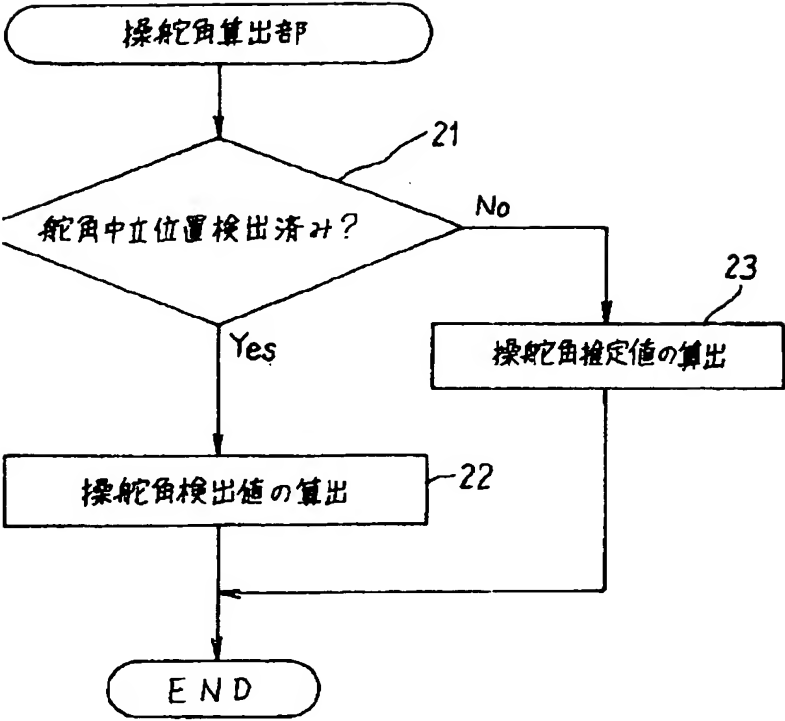 操舵角算出部
21
舵角中立位置検出済み?
No
23
Yes
操舵角推定値の算出
操舵角検出値の算出
22
END